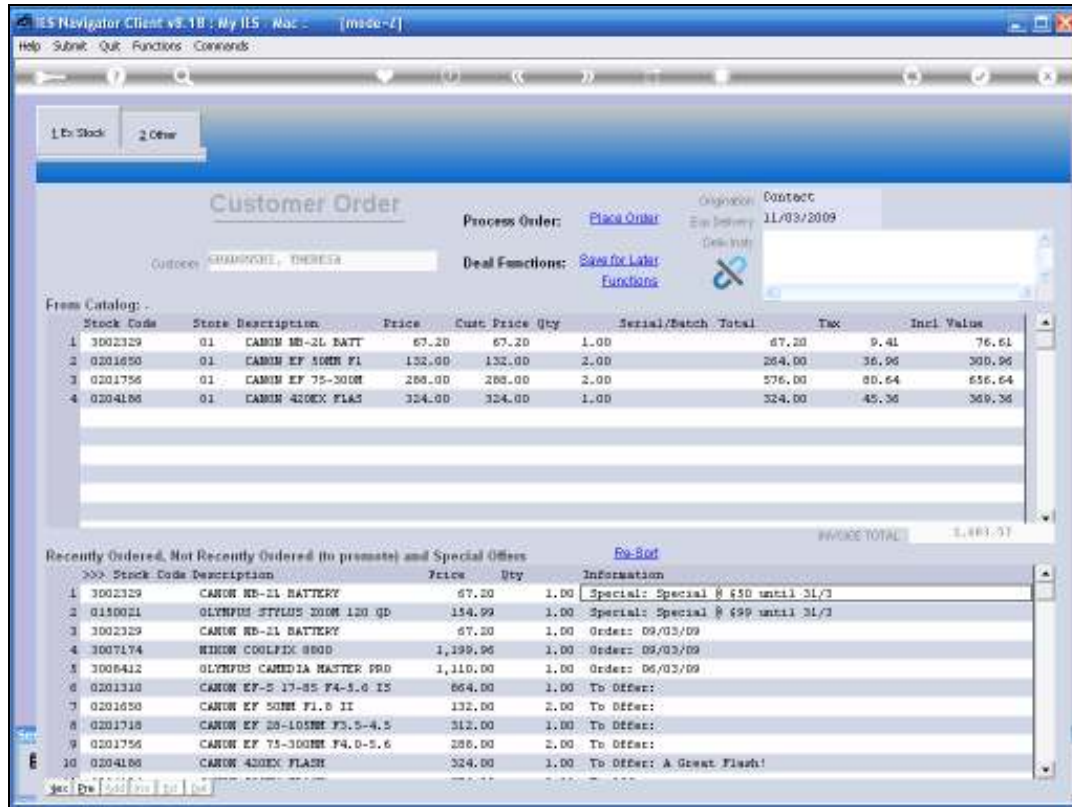 IES Navigator Client v8.18 : My IES
Help Submit Quit Functions Commands
1 Ex Stock 2 Other
Customer Order
Process Order: Place Order
Origination Contact
11/03/2009
Customer THERESA
Deal Functions: Save for Later
Functions
From Catalog: .
Stock Code Store Description Price Cust Price Qty Serial/Batch Total Tax Incl Value
1 3002329 01 CANON NB-2L BATT 67.20 67.20 1.00 67.20 9.41 76.61
2 0201650 01 CANON EF 50MM F1 132.00 132.00 2.00 264.00 36.96 300.96
3 0201756 01 CANON EF 75-300M 288.00 288.00 2.00 576.00 80.64 656.64
4 0204186 01 CANON 420EX FLAS 324.00 324.00 1.00 324.00 45.36 369.36
INVOICE TOTAL
Recently Ordered, Not Recently Ordered (to promote) and Special Offers Re-Sort
>>> Stock Code Description Price Qty Information
1 3002329 CANON NB-2L BATTERY 67.20 1.00 Special: Special @ 650 until 31/3
2 0150021 OLYMPUS STYLUS 200M 120 QD 154.99 1.00 Special: Special @ 699 until 31/3
3 3002329 CANON NB-2L BATTERY 67.20 1.00 Order: 09/03/09
4 3007174 NIKON COOLPIX 8800 1,199.96 1.00 Order: 09/03/09
5 3008412 OLYMPUS CAMEDIA MASTER PRO 1,110.00 1.00 Order: 06/03/09
6 0201310 CANON EF-S 17-85 F4-5.6 IS 864.00 1.00 To Offer:
7 0201650 CANON EF 50MM F1.8 II 132.00 2.00 To Offer:
8 0201718 CANON EF 28-105MM F3.5-4.5 312.00 1.00 To Offer:
9 0201756 CANON EF 75-300MM F4.0-5.6 288.00 2.00 To Offer:
10 0204186 CANON 420EX FLASH 324.00 1.00 To Offer: A Great Flash!